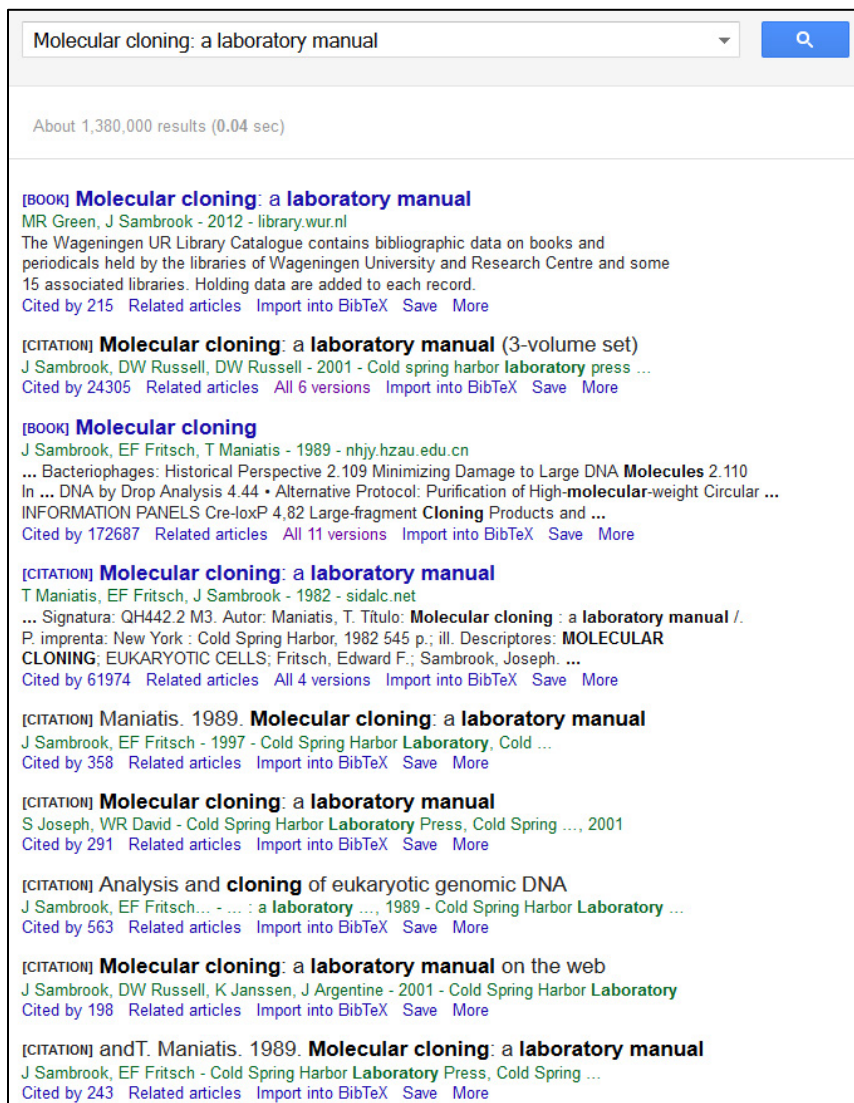 Molecular cloning: a laboratory manual
About 1,380,000 results (0.04 sec)
[BOOK] Molecular cloning: a laboratory manual
MR Green, J Sambrook - 2012 - library.wur.nl
The Wageningen UR Library Catalogue contains bibliographic data on books and
periodicals held by the libraries of Wageningen University and Research Centre and some
15 associated libraries. Holding data are added to each record.
Cited by 215 Related articles Import into BibTeX Save More
[CITATION] Molecular cloning: a laboratory manual (3-volume set)
J Sambrook, DW Russell, DW Russell - 2001 - Cold spring harbor laboratory press ...
Cited by 24305 Related articles All 6 versions Import into BibTeX Save More
[BOOK] Molecular cloning
J Sambrook, EF Fritsch, T Maniatis - 1989 - nhjy.hzau.edu.cn
... Bacteriophages: Historical Perspective 2.109 Minimizing Damage to Large DNA Molecules 2.110
In ... DNA by Drop Analysis 4.44 • Alternative Protocol: Purification of High-molecular-weight Circular ...
INFORMATION PANELS Cre-loxP 4,82 Large-fragment Cloning Products and ...
Cited by 172687 Related articles All 11 versions Import into BibTeX Save More
[CITATION] Molecular cloning: a laboratory manual
T Maniatis, EF Fritsch, J Sambrook - 1982 - sidalc.net
... Signatura: QH442.2 M3. Autor: Maniatis, T. Título: Molecular cloning : a laboratory manual /.
P. imprenta: New York : Cold Spring Harbor, 1982 545 p.; ill. Descriptores: MOLECULAR
CLONING; EUKARYOTIC CELLS; Fritsch, Edward F.; Sambrook, Joseph. ...
Cited by 61974 Related articles All 4 versions Import into BibTeX Save More
[CITATION] Maniatis. 1989. Molecular cloning: a laboratory manual
J Sambrook, EF Fritsch - 1997 - Cold Spring Harbor Laboratory, Cold ...
Cited by 358 Related articles Import into BibTeX Save More
[CITATION] Molecular cloning: a laboratory manual
S Joseph, WR David - Cold Spring Harbor Laboratory Press, Cold Spring ..., 2001
Cited by 291 Related articles Import into BibTeX Save More
[CITATION] Analysis and cloning of eukaryotic genomic DNA
J Sambrook, EF Fritsch... - ... : a laboratory ..., 1989 - Cold Spring Harbor Laboratory ...
Cited by 563 Related articles Import into BibTeX Save More
[CITATION] Molecular cloning: a laboratory manual on the web
J Sambrook, DW Russell, K Janssen, J Argentine - 2001 - Cold Spring Harbor Laboratory
Cited by 198 Related articles Import into BibTeX Save More
[CITATION] andT. Maniatis. 1989. Molecular cloning: a laboratory manual
J Sambrook, EF Fritsch - Cold Spring Harbor Laboratory Press, Cold Spring ...
Cited by 243 Related articles Import into BibTeX Save More